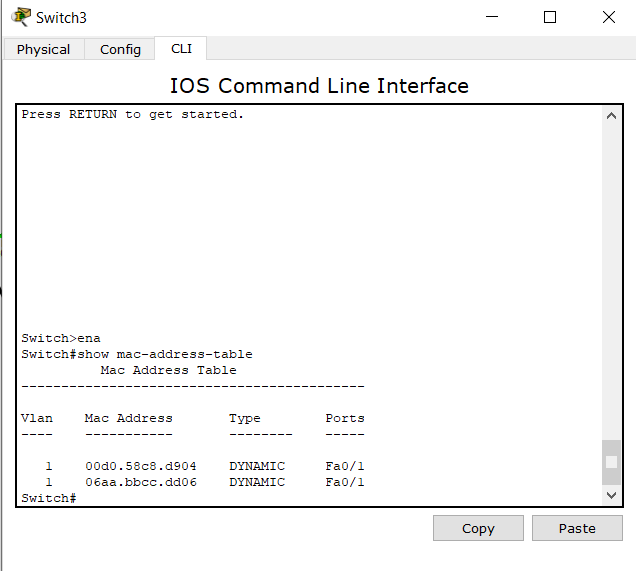 Switch3
Physical Config CLI
IOS Command Line Interface
Press RETURN to get started.
Switch>ena
Switch#show mac-address-table
Mac Address Table
-------------------------------------------
Vlan    Mac Address       Type        Ports
----    -----------       --------    -----
1    00d0.58c8.d904    DYNAMIC     Fa0/1
1    06aa.bbcc.dd06    DYNAMIC     Fa0/1
Switch#
Copy Paste